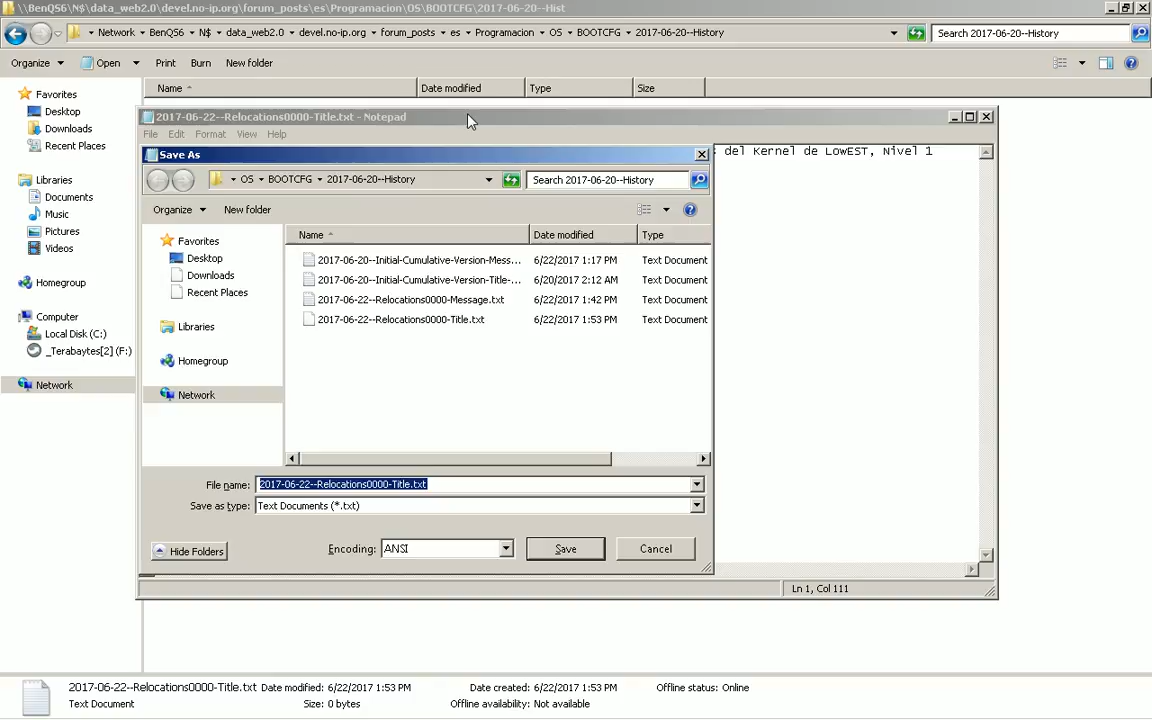 \\BenQS6\N$\data_web2.0\devel.no-ip.org\forum_posts\es\Programacion\OS\BOOTCFG\2017-06-20--Hist
Network ▾ BenQS6 ▾ N$ ▾ data_web2.0 ▾ devel.no-ip.org ▾ forum_posts ▾ es ▾ Programacion ▾ OS ▾ BOOTCFG ▾ 2017-06-20--History
Search 2017-06-20--History
Organize Open Print Burn New folder
Name Date modified Type Size
Favorites
Desktop
Downloads
Recent Places
Libraries
Documents
Music
Pictures
Videos
Homegroup
Computer
Local Disk (C:)
_Terabaytes[2] (F:)
Network
2017-06-22--Relocations0000-Title.txt - Notepad
File Edit Format View Help
del Kernel de LowEST, Nivel 1
Save As
OS ▾ BOOTCFG ▾ 2017-06-20--History
Search 2017-06-20--History
Organize New folder
Favorites
Desktop
Downloads
Recent Places
Libraries
Homegroup
Network
Name Date modified Type
2017-06-20--Initial-Cumulative-Version-Mess... 6/22/2017 1:17 PM Text Document
2017-06-20--Initial-Cumulative-Version-Title-... 6/20/2017 2:12 AM Text Document
2017-06-22--Relocations0000-Message.txt 6/22/2017 1:42 PM Text Document
2017-06-22--Relocations0000-Title.txt 6/22/2017 1:53 PM Text Document
File name: 2017-06-22--Relocations0000-Title.txt
Save as type: Text Documents (*.txt)
Hide Folders Encoding: ANSI Save Cancel
Ln 1, Col 111
2017-06-22--Relocations0000-Title.txt Date modified: 6/22/2017 1:53 PM Date created: 6/22/2017 1:53 PM Offline status: Online
Text Document Size: 0 bytes Offline availability: Not available